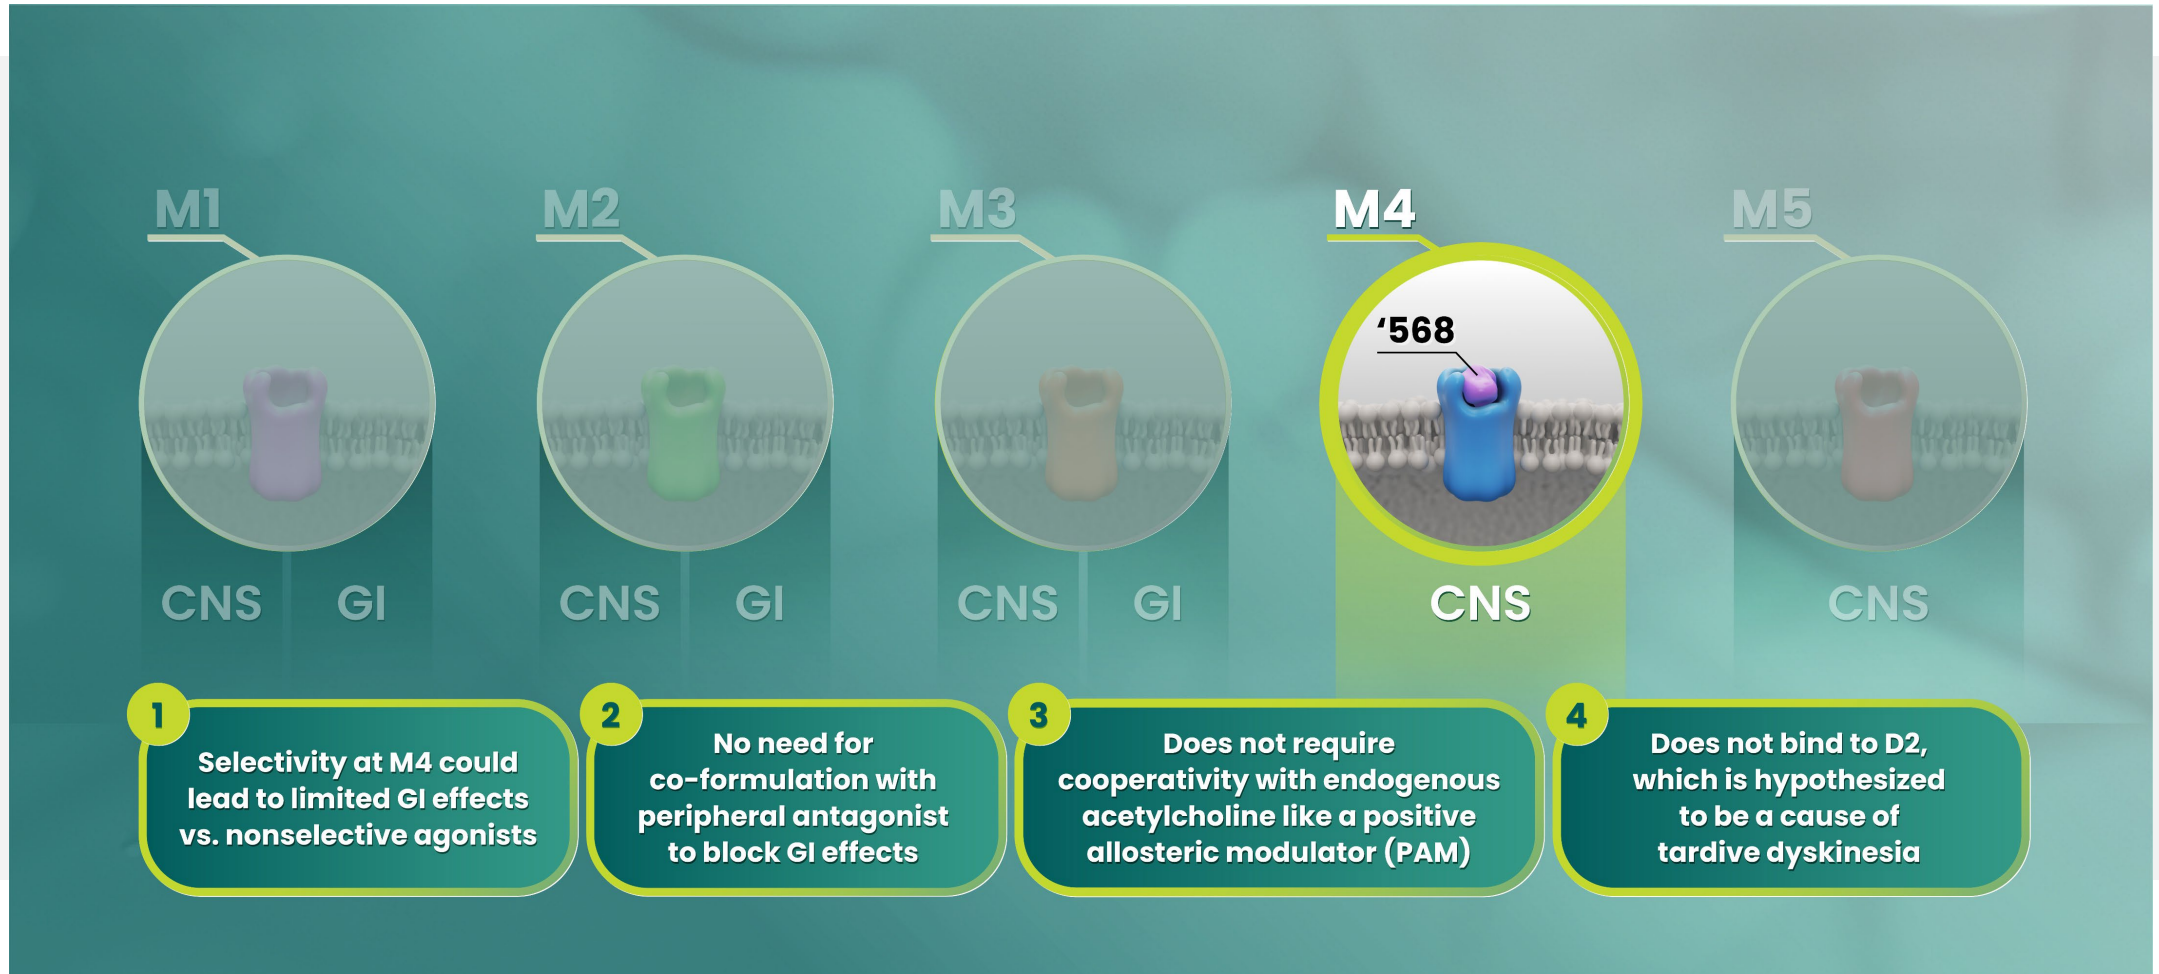 M1
M2
M3
M4
M5
‘568
CNS
GI
CNS
GI
CNS
GI
CNS
CNS
1
Selectivity at M4 could
lead to limited GI effects
vs. nonselective agonists
2
No need for
co-formulation with
peripheral antagonist
to block GI effects
3
Does not require
cooperativity with endogenous
acetylcholine like a positive
allosteric modulator (PAM)
4
Does not bind to D2,
which is hypothesized
to be a cause of
tardive dyskinesia